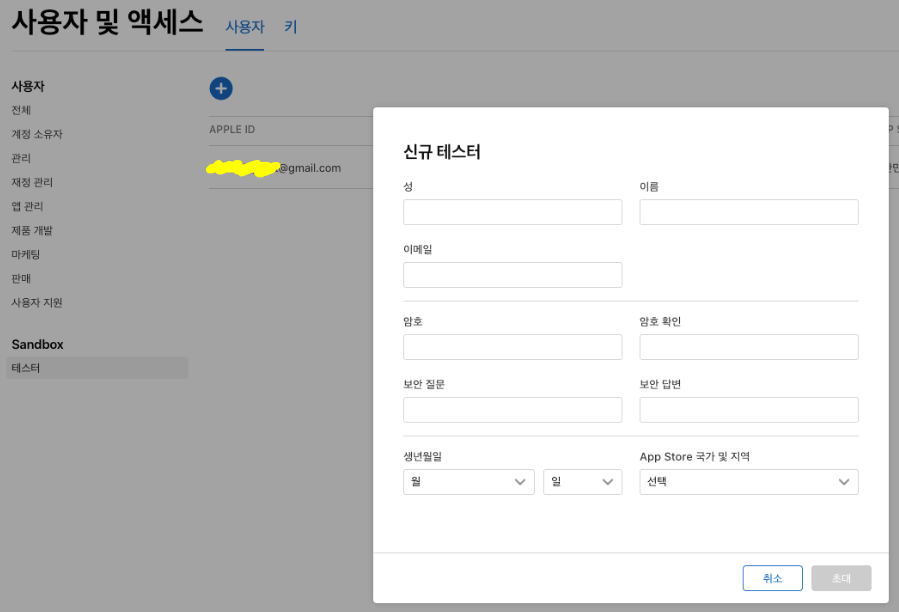 사용자 및 액세스
사용자 키
사용자
전체
계정 소유자
관리
재정 관리
앱 관리
제품 개발
마케팅
판매
사용자 지원
Sandbox
테스터
APPLE ID
@gmail.com
신규 테스터
성 이름
이메일
암호 암호 확인
보안 질문 보안 답변
생년월일 App Store 국가 및 지역
월 일 선택
취소 초대